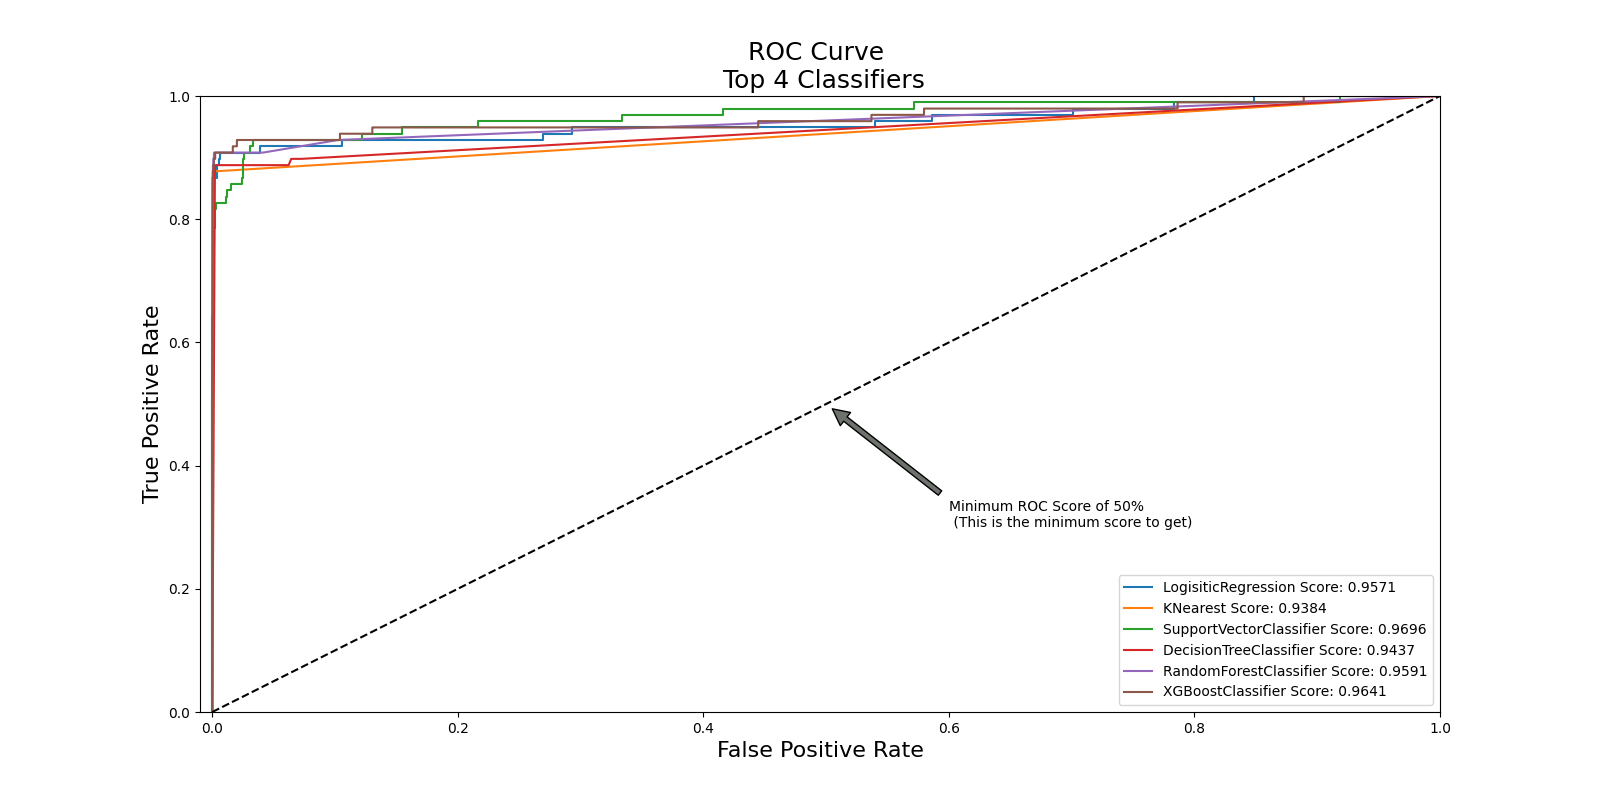 ROC Curve
Top 4 Classifiers
True Positive Rate
1.0
0.8
0.6
0.4
0.2
0.0
Minimum ROC Score of 50%
(This is the minimum score to get)
LogisiticRegression Score: 0.9571
KNearest Score: 0.9384
SupportVectorClassifier Score: 0.9696
DecisionTreeClassifier Score: 0.9437
RandomForestClassifier Score: 0.9591
XGBoostClassifier Score: 0.9641
0.0 0.2 0.4 0.6 0.8 1.0
False Positive Rate